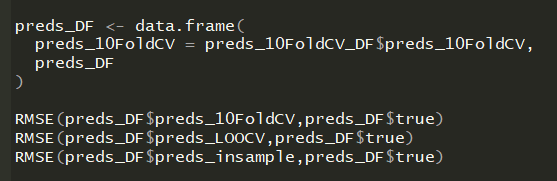 preds_DF <- data.frame(
  preds_10FoldCV = preds_10FoldCV_DF$preds_10FoldCV,
  preds_DF
)
RMSE(preds_DF$preds_10FoldCV,preds_DF$true)
RMSE(preds_DF$preds_LOOCV,preds_DF$true)
RMSE(preds_DF$preds_insample,preds_DF$true)